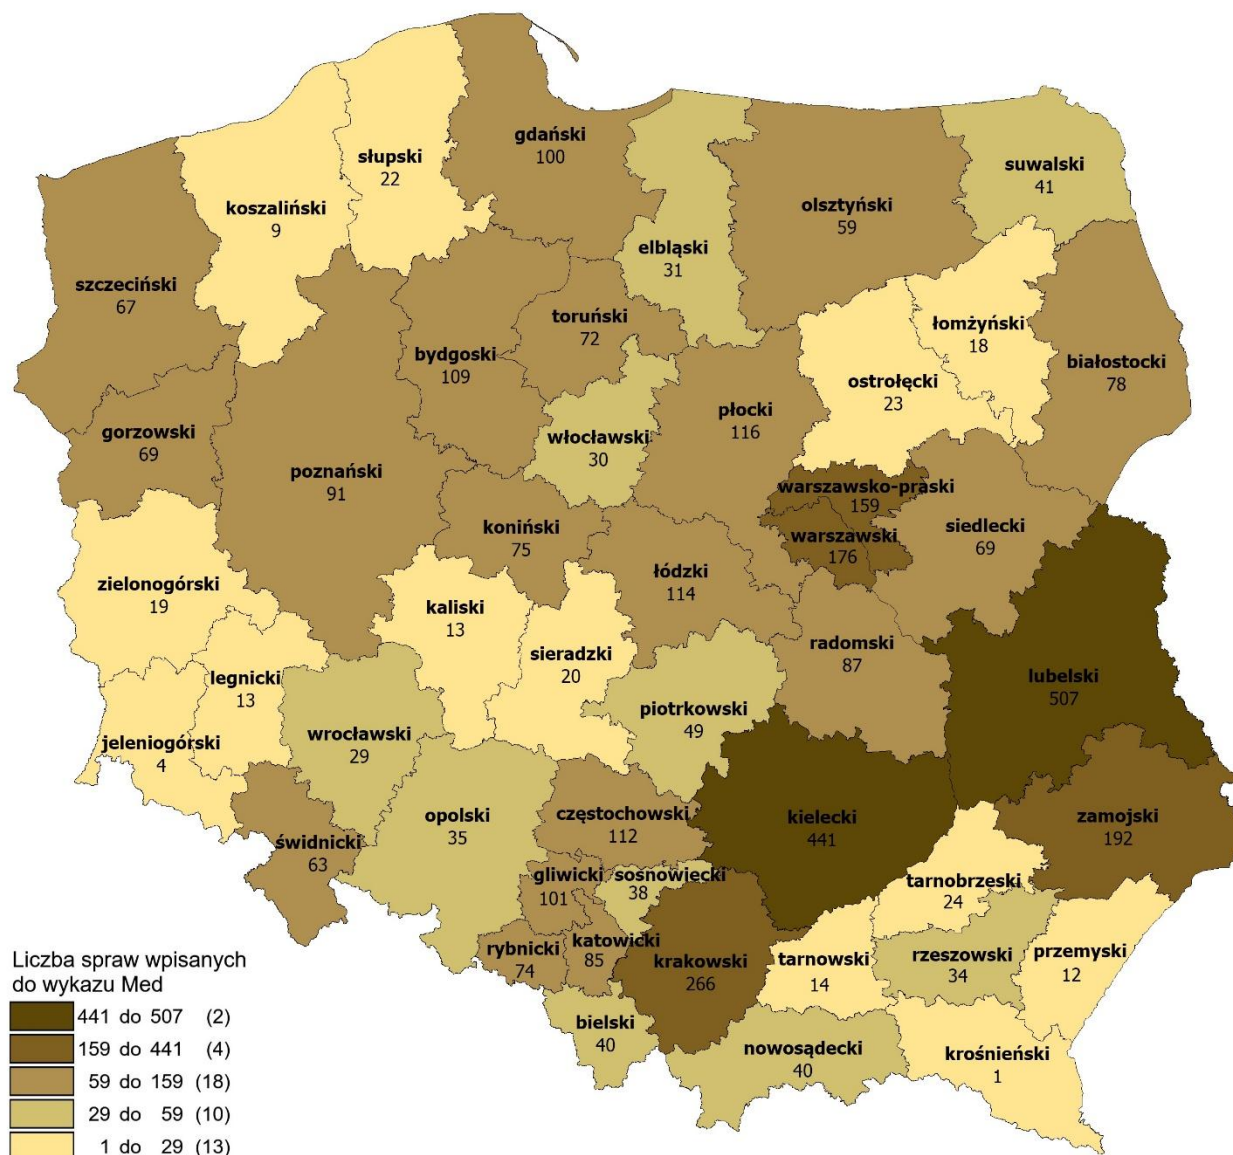 gdański
100
słupski
22
suwalski
41
koszaliński
9
olsztyński
59
elbląski
31
szczeciński
67
toruński
72
łomżyński
18
bydgoski
109
białostocki
78
ostrołęcki
23
płocki
116
gorzowski
69
włocławski
30
poznański
91
warszawsko-praski
159
koniński
75
warszawski
176
siedlecki
69
łódzki
114
zielonogórski
19
kaliski
13
radomski
87
sieradzki
20
lubelski
507
legnicki
13
piotrkowski
49
wrocławski
29
jeleniogórski
4
opolski
35
częstochowski
112
kielecki
441
zamojski
192
świdnicki
63
gliwicki
101
sosnowiecki
38
tarnobrzeski
24
rybnicki
74
katowicki
85
krakowski
266
tarnowski
14
rzeszowski
34
przemyski
12
bielski
40
nowosądecki
40
krośnieński
1
Liczba spraw wpisanych
do wykazu Med
441 do 507 (2)
159 do 441 (4)
59 do 159 (18)
29 do 59 (10)
1 do 29 (13)